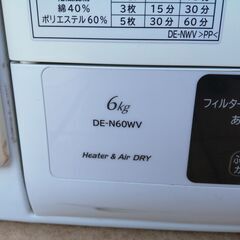 綿40%
ポリエステル60%
3枚 15分 30分
5枚 30分 60分
DE-NWV >PP<
6kg
DE-N60WV
Heater & Air DRY
フィルター
あ